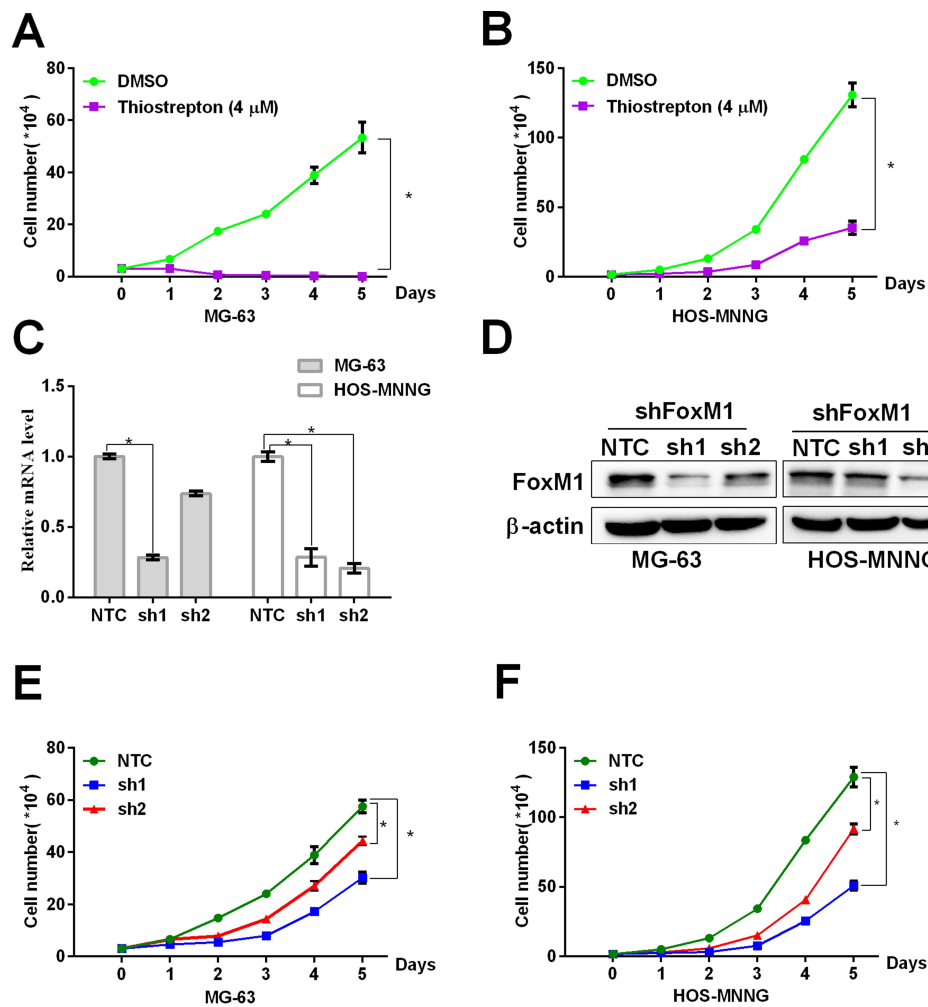 A
80
60
40
20
0
Cell number( *10⁴ )
DMSO
Thiostrepton (4 μM)
*
0 1 2 3 4 5 Days
MG-63
B
150
100
50
0
Cell number( *10⁴ )
DMSO
Thiostrepton (4 μM)
*
0 1 2 3 4 5 Days
HOS-MNNG
C
MG-63
HOS-MNNG
1.5
1.0
0.5
0.0
Relative mRNA level
* * *
NTC sh1 sh2 NTC sh1 sh2
D
shFoxM1 shFoxM1
NTC sh1 sh2 NTC sh1 sh
FoxM1
β-actin
MG-63 HOS-MNNG
E
80
60
40
20
0
Cell number( *10⁴ )
NTC
sh1
sh2
* *
0 1 2 3 4 5 Days
MG-63
F
150
100
50
0
Cell number( *10⁴ )
NTC
sh1
sh2
* *
0 1 2 3 4 5 Days
HOS-MNNG